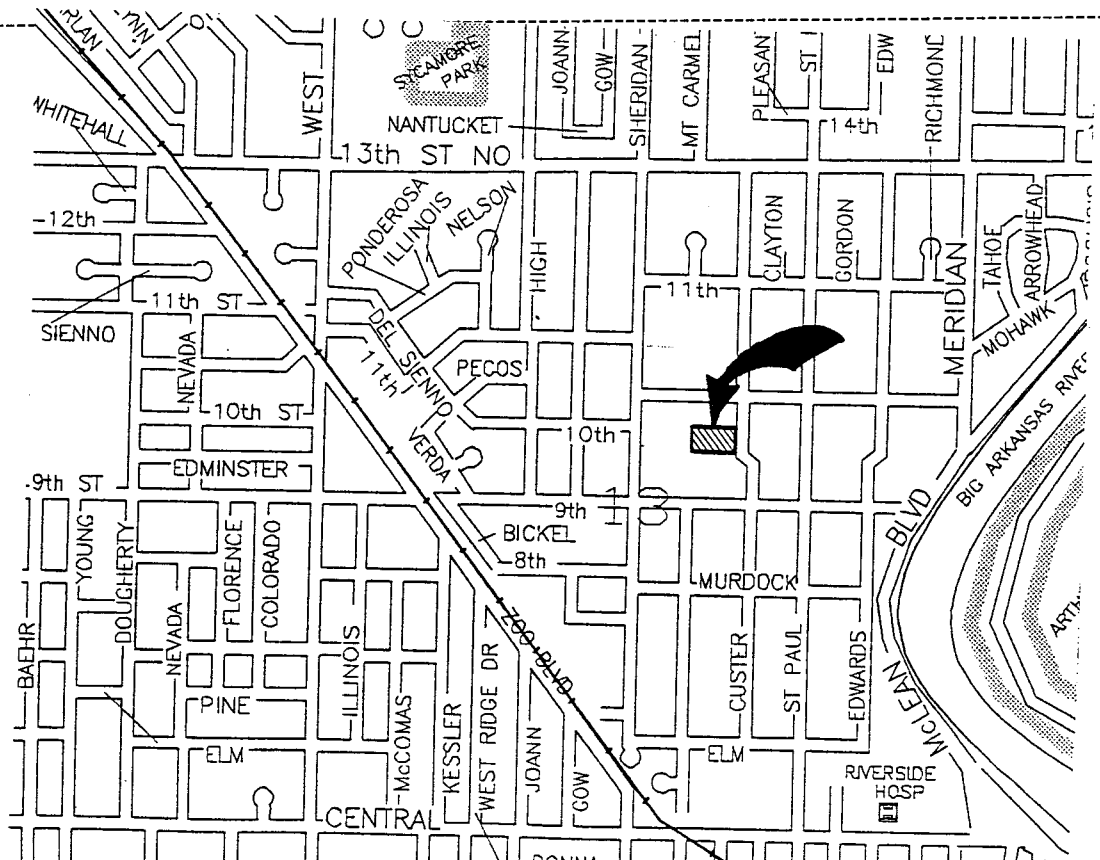 WEST
SYCAMORE
PARK
JOANN
GOW
SHERIDAN
MT CARMEL
EDW
RICHMOND
14th
NANTUCKET
WHITEHALL
13th ST NO
12th
PONDEROSA
ILLINOIS
NELSON
HIGH
CLAYTON
GORDON
MERIDIAN
TAHOE
ARROWHEAD
MOHAWK
11th ST
11th
SIENNO
NEVADA
DEL SIENNO
11th
PECOS
10th ST
10th
VERDA
EDMINSTER
9th ST
9th
18
BICKEL
8th
BLVD
BIG ARKANSAS RIVE
YOUNG
DOUGHERTY
FLORENCE
COLORADO
MURDOCK
BAEHR
NEVADA
ILLINOIS
ZOO BLVD
CUSTER
ST PAUL
EDWARDS
McLEAN
PINE
McCOMAS
KESSLER
WEST RIDGE DR
JOANN
GOW
ELM
ELM
RIVERSIDE
HOSP
CENTRAL